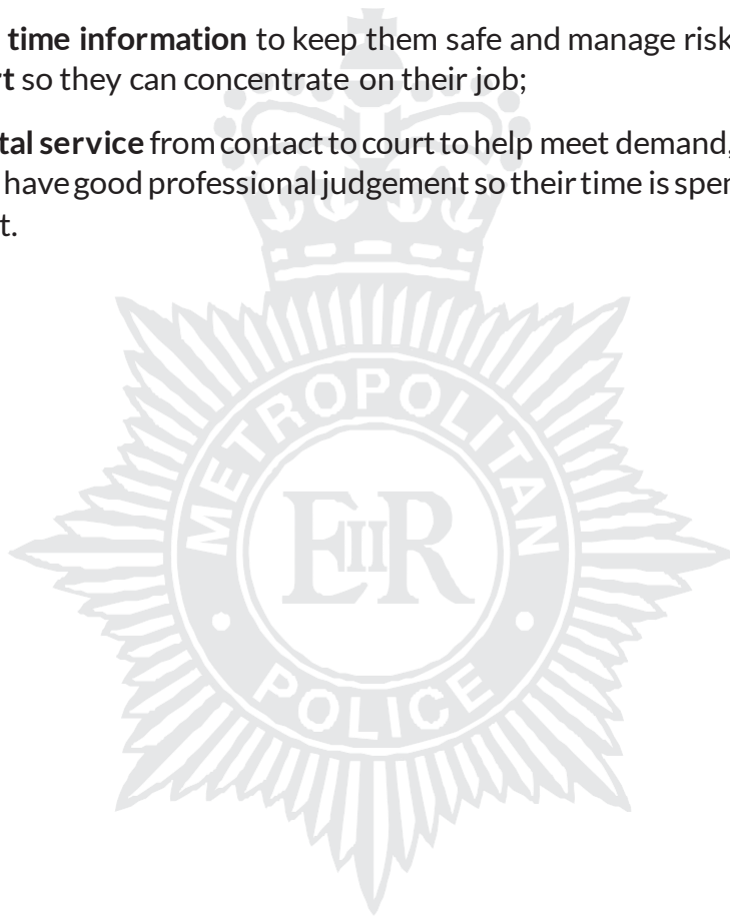 time information to keep them safe and manage risk
rt so they can concentrate on their job;
tal service from contact to court to help meet demand,
have good professional judgement so their time is spen
t.
METROPOLITAN
EIIR
POLICE